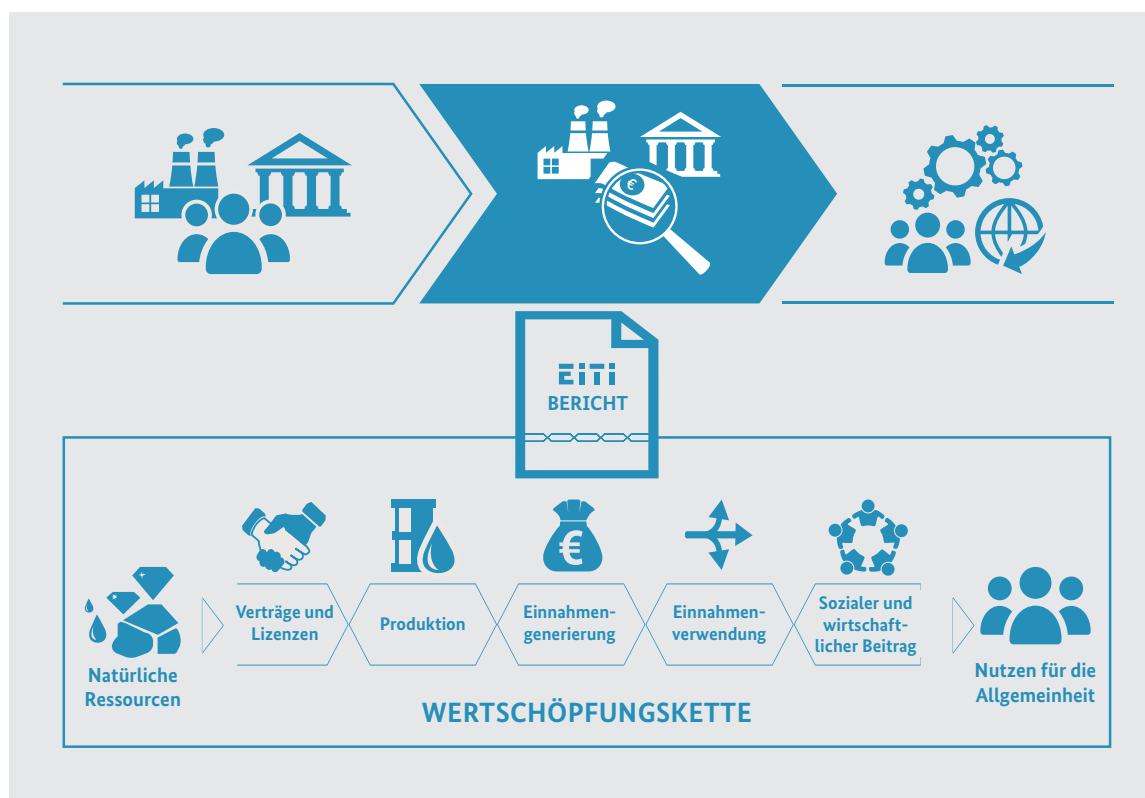 €
EITI
BERICHT
€
Verträge und
Lizenzen
Produktion
Einnahmen-
generierung
Einnahmen-
verwendung
Sozialer und
wirtschaft-
licher Beitrag
Natürliche
Ressourcen
Nutzen für die
Allgemeinheit
WERTSCHÖPFUNGSKETTE